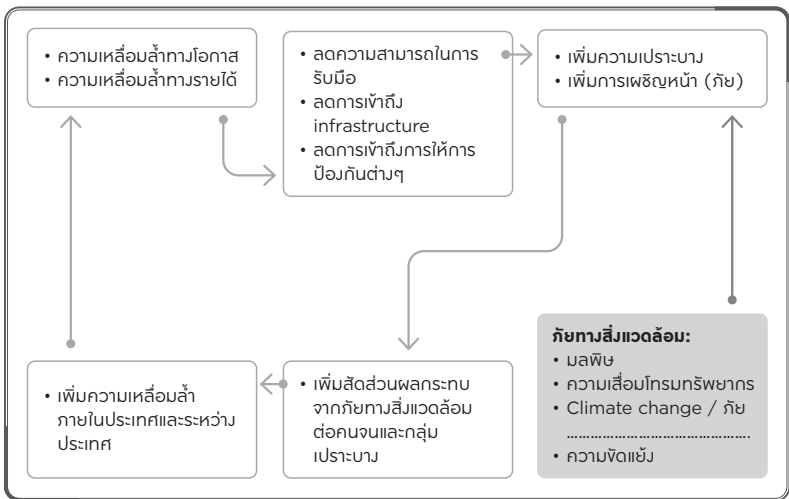 • ความเหลื่อมล้ำทางโอกาส
• ความเหลื่อมล้ำทางรายได้
• ลดความสามารถในการ
รับมือ
• ลดการเข้าถึง
infrastructure
• ลดการเข้าถึงการให้การ
ป้องกันต่างๆ
• เพิ่มความเปราะบาง
• เพิ่มการเผชิญหน้า (ภัย)
ภัยทางสิ่งแวดล้อม:
• มลพิษ
• ความเสื่อมโทรมทรัพยากร
• Climate change / ภัย
................................................
• ความขัดแย้ง
• เพิ่มสัดส่วนผลกระทบ
จากภัยทางสิ่งแวดล้อม
ต่อคนจนและกลุ่ม
เปราะบาง
• เพิ่มความเหลื่อมล้ำ
ภายในประเทศและระหว่าง
ประเทศ